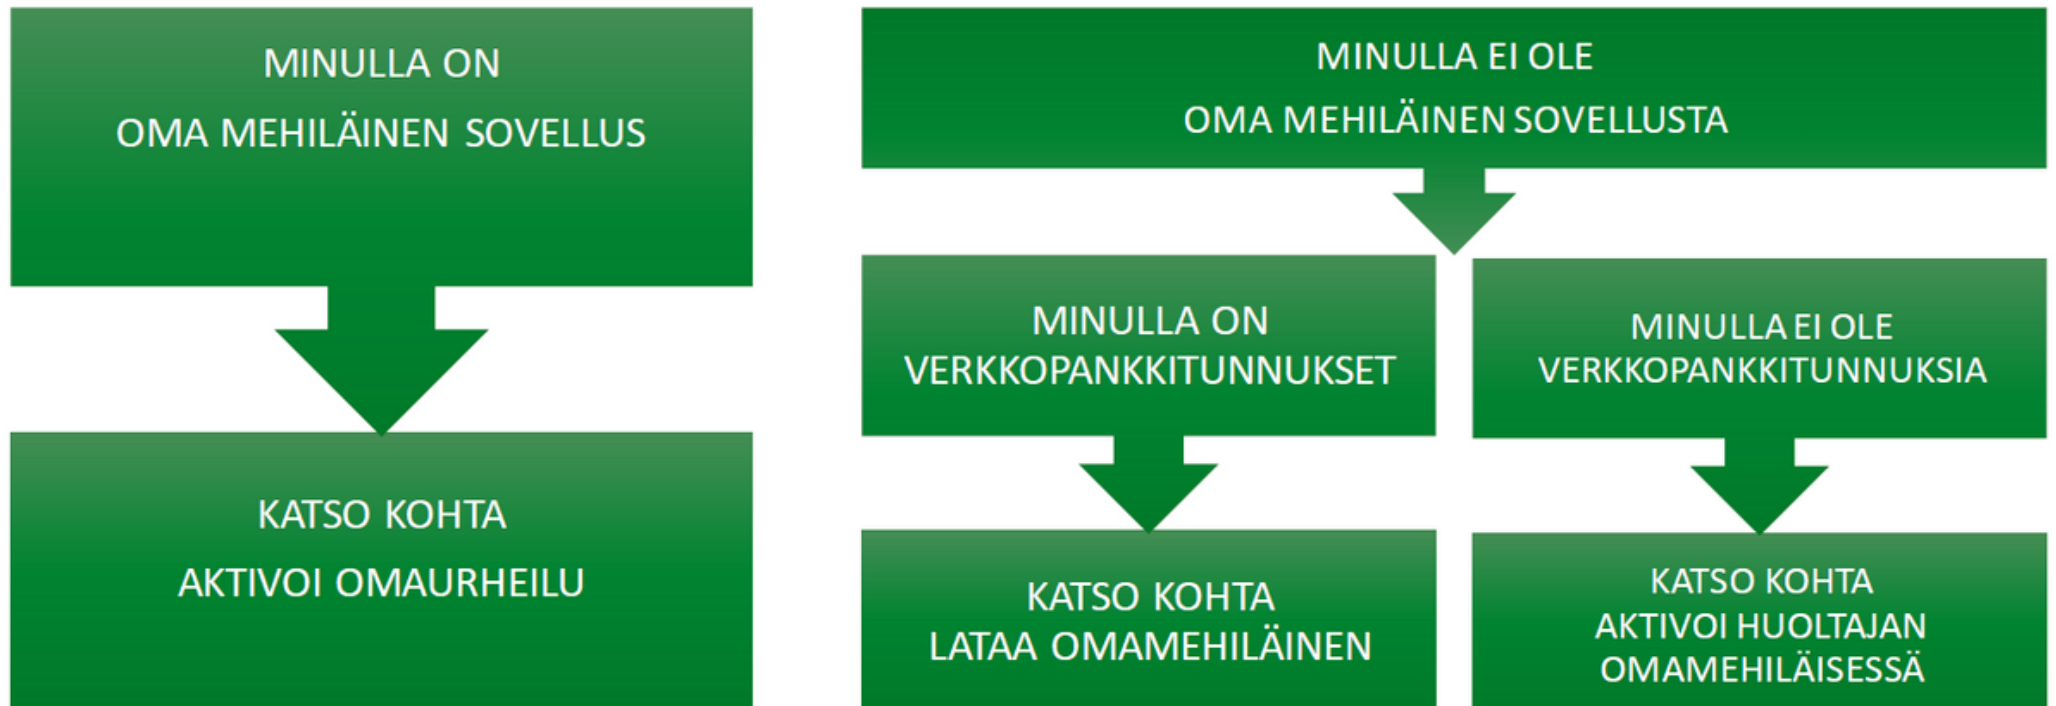 MINULLA ON
OMA MEHILÄINEN SOVELLUS
KATSO KOHTA
AKTIVOI OMAURHEILU
MINULLA EI OLE
OMA MEHILÄINEN SOVELLUSTA
MINULLA ON
VERKKOPANKKITUNNUKSET
KATSO KOHTA
LATAA OMAMEHILÄINEN
MINULLA EI OLE
VERKKOPANKKITUNNUKSIA
KATSO KOHTA
AKTIVOI HUOLTAJAN
OMAMEHILÄISESSÄ